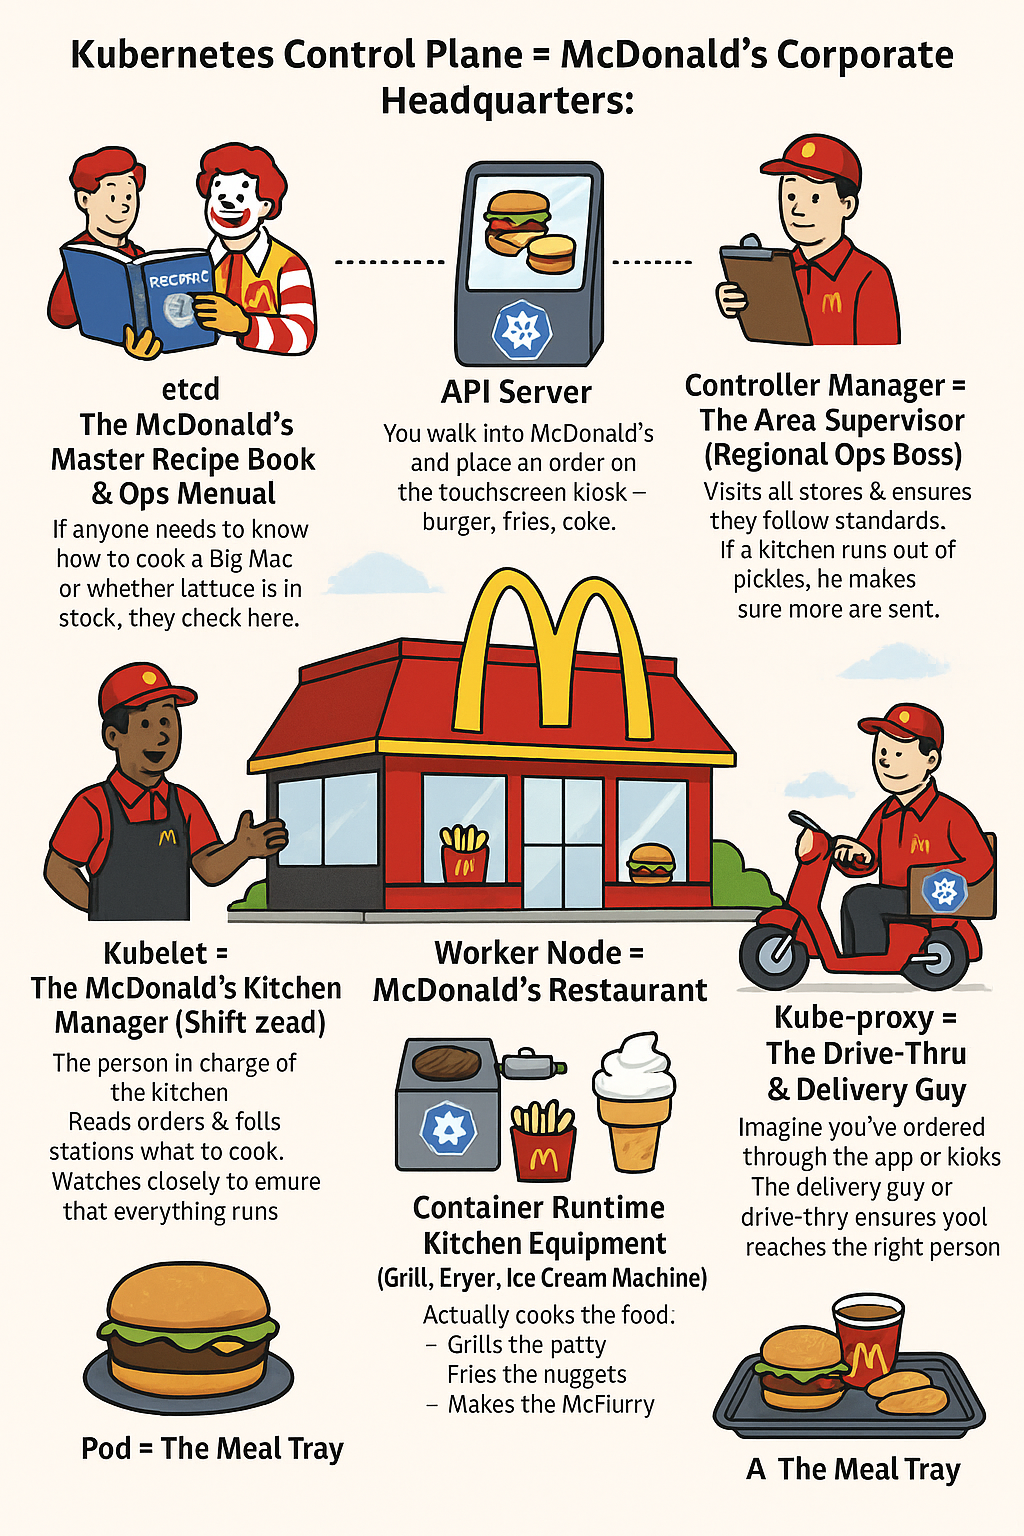 Kubernetes Control Plane = McDonald's Corporate
Headquarters:
etcd
The McDonald's
Master Recipe Book
& Ops Menual
If anyone needs to know
how to cook a Big Mac
or whether lattuce is in
stock, they check here.
API Server
You walk into McDonald's
and place an order on
the touchscreen kiosk –
burger, fries, coke.
Controller Manager =
The Area Supervisor
(Regional Ops Boss)
Visits all stores & ensures
they follow standards.
If a kitchen runs out of
pickles, he makes
sure more are sent.
Kubelet =
The McDonald's Kitchen
Manager (Shift zead)
The person in charge of
the kitchen
Reads orders & folls
stations what to cook.
Watches closely to emure
that everything runs
Worker Node =
McDonald's Restaurant
Kube-proxy =
The Drive-Thru
& Delivery Guy
Imagine you've ordered
through the app or kioks
The delivery guy or
drive-thry ensures yool
reaches the right person
Container Runtime
Kitchen Equipment
(Grill, Eryer, Ice Cream Machine)
Actually cooks the food:
– Grills the patty
Fries the nuggets
– Makes the McFiurry
Pod = The Meal Tray
A The Meal Tray